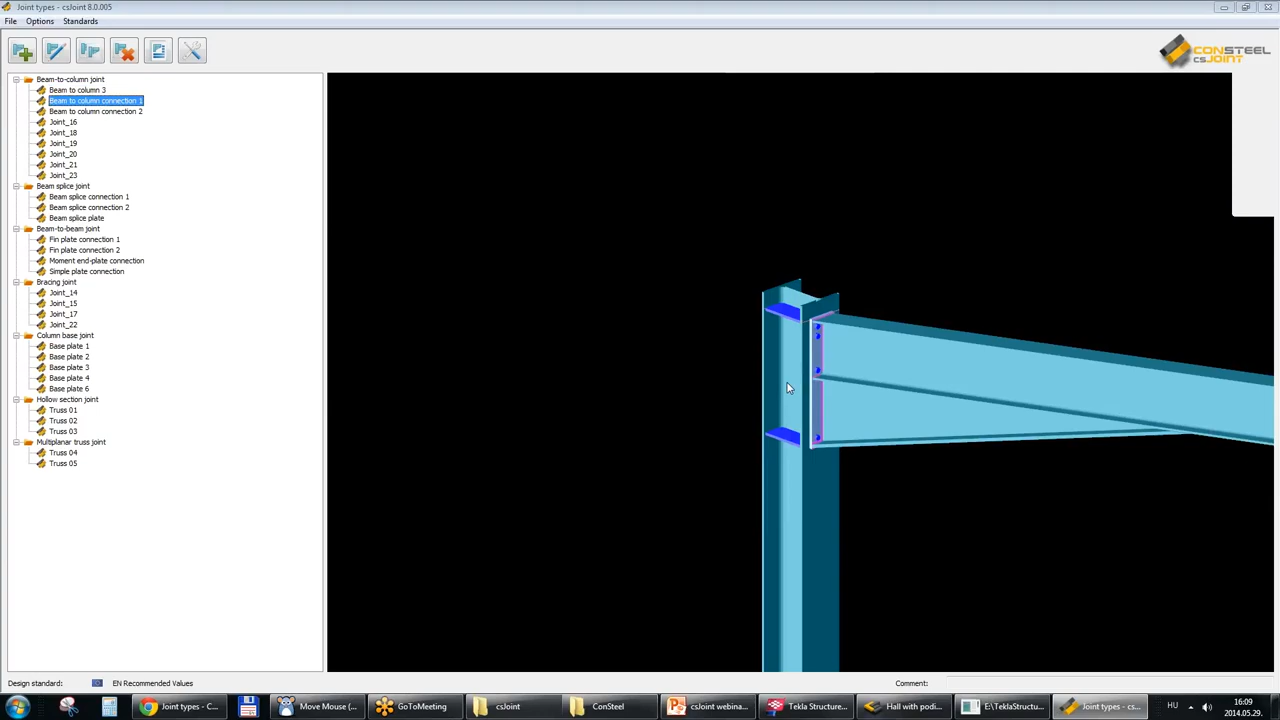 Joint types - csJoint 8.0.005
File Options Standards
CONSTEEL
CSJOINT
Beam-to-column joint
Beam to column 3
Beam to column connection 1
Beam to column connection 2
Joint_16
Joint_18
Joint_19
Joint_20
Joint_21
Joint_23
Beam splice joint
Beam splice connection 1
Beam splice connection 2
Beam splice plate
Beam-to-beam joint
Fin plate connection 1
Fin plate connection 2
Moment end-plate connection
Simple plate connection
Bracing joint
Joint_14
Joint_15
Joint_17
Joint_22
Column base joint
Base plate 1
Base plate 2
Base plate 3
Base plate 4
Base plate 6
Hollow section joint
Truss 01
Truss 02
Truss 03
Multiplanar truss joint
Truss 04
Truss 05
Design standard: EN Recommended Values Comment:
Joint types - C... Move Mouse (... GoToMeeting csJoint ConSteel csJoint webina... Tekla Structure... Hall with podi... E:\TeklaStructu... Joint types - cs... HU 16:09
2014.05.29.